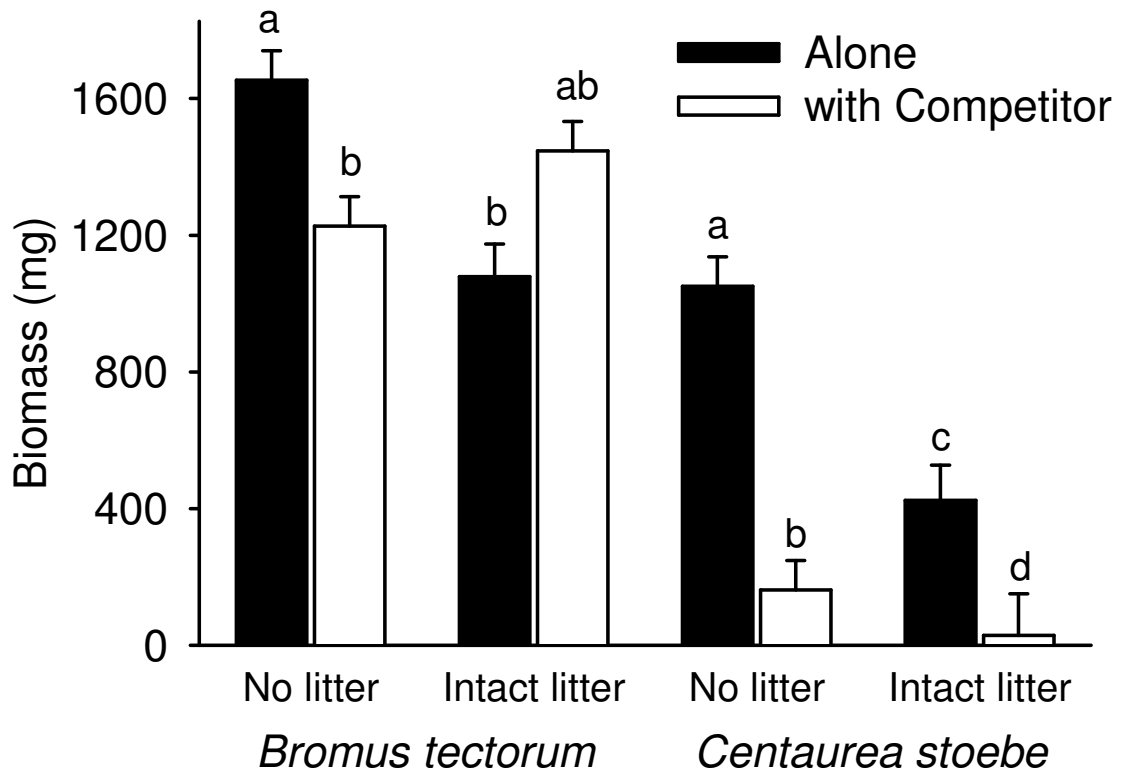 a
Alone
ab
1600
with Competitor
b
b
a
1200
Biomass (mg)
800
c
400
b
d
0
No litter
Intact litter
No litter
Intact litter
Bromus tectorum
Centaurea stoebe